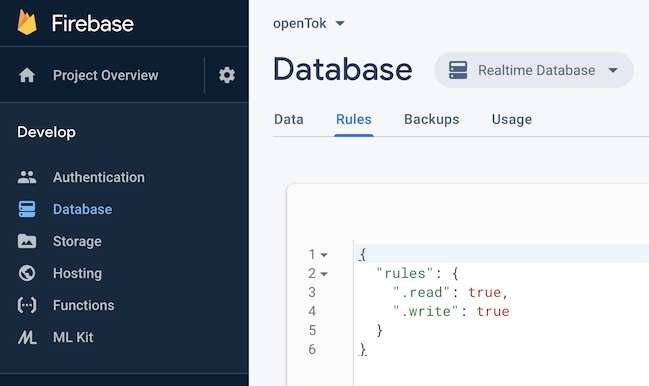 Firebase
Project Overview
Develop
Authentication
Database
Storage
Hosting
Functions
ML Kit
openTok
Database
Realtime Database
Data Rules Backups Usage
1 {
2 "rules": {
3 ".read": true,
4 ".write": true
5 }
6 }